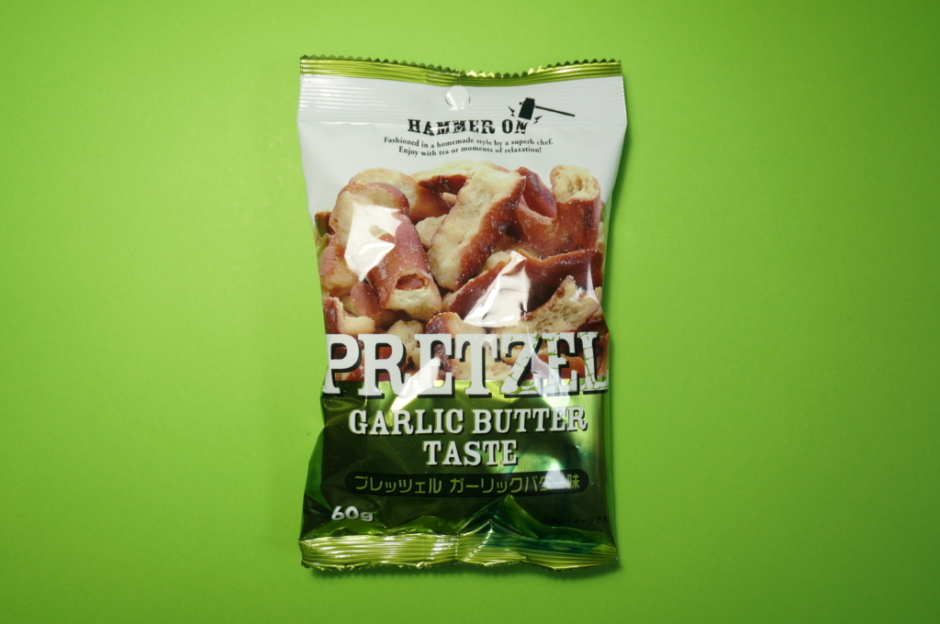 HAMMER ON
Fashioned in a homemade style by a superb chef.
Enjoy with tea or moments of relaxation!
PRETZEL
GARLIC BUTTER
TASTE
プレッツェル ガーリックバター味
60g